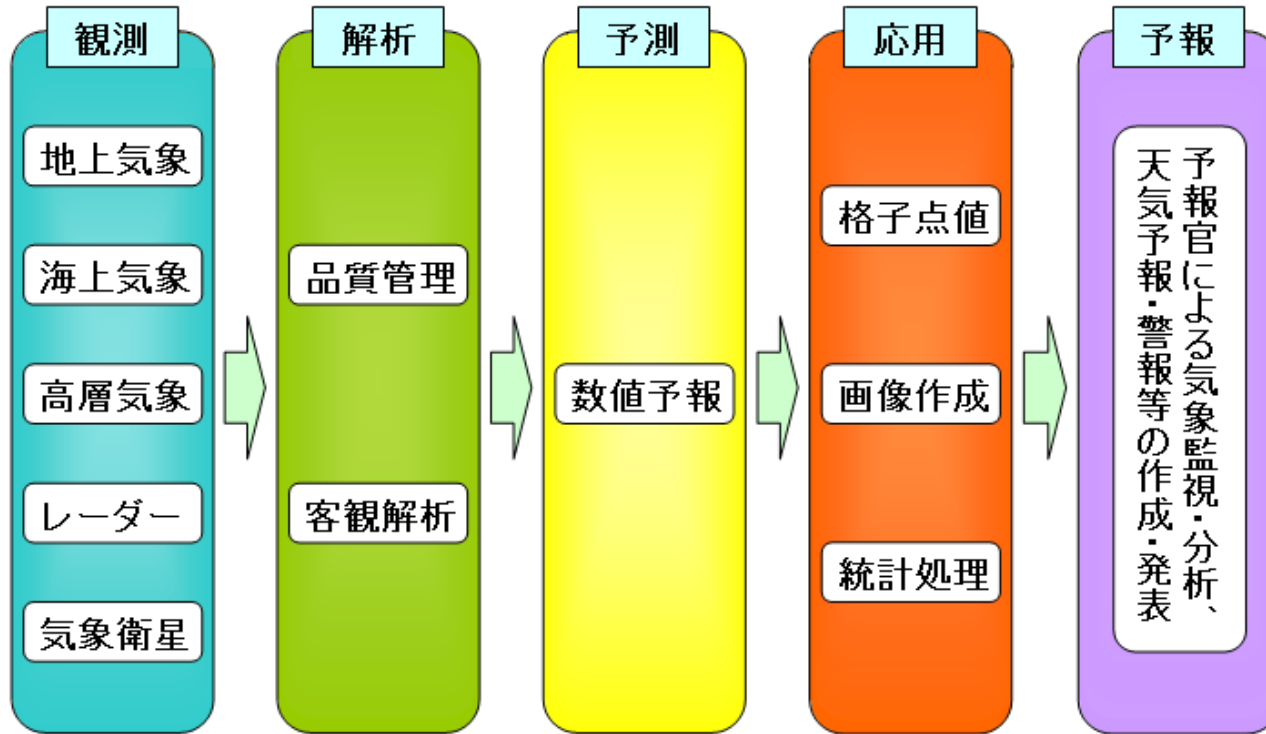 観測
地上気象
海上気象
高層気象
レーダー
気象衛星
解析
品質管理
客観解析
予測
数値予報
応用
格子点値
画像作成
統計処理
予報
予報官による気象監視・分析、
天気予報・警報等の作成・発表